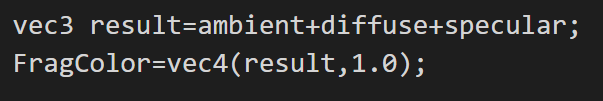 vec3 result=ambient+diffuse+specular;
FragColor=vec4(result,1.0);